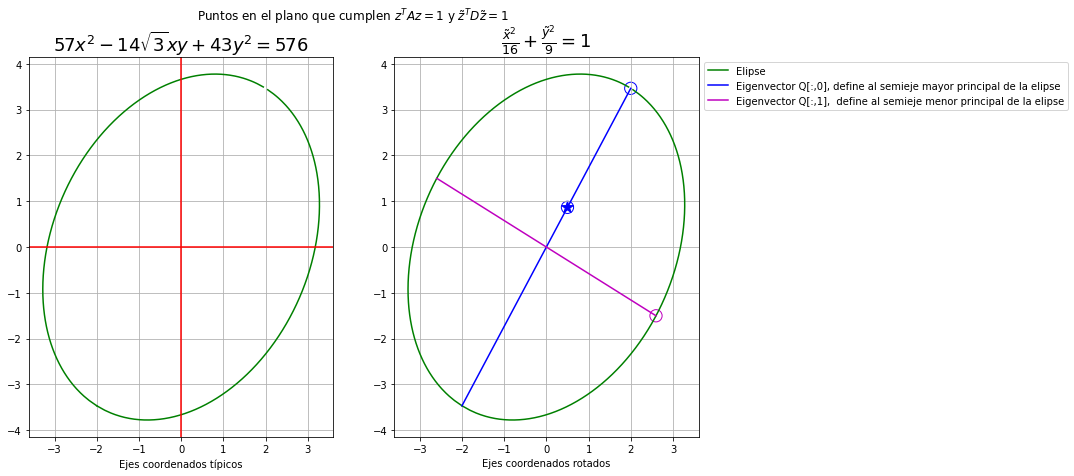 Puntos en el plano que cumplen $z^T Az = 1$ y $\tilde{z}^T D\tilde{z} = 1$
$57x^2 - 14\sqrt{3}xy + 43y^2 = 576$
4
3
2
1
0
−1
−2
−3
−4
−3 −2 −1 0 1 2 3
Ejes coordenados típicos
$\frac{\tilde{x}^2}{16} + \frac{\tilde{y}^2}{9} = 1$
4
3
2
1
0
−1
−2
−3
−4
−3 −2 −1 0 1 2 3
Ejes coordenados rotados
Elipse
Eigenvector Q[:,0], define al semieje mayor principal de la elipse
Eigenvector Q[:,1], define al semieje menor principal de la elipse